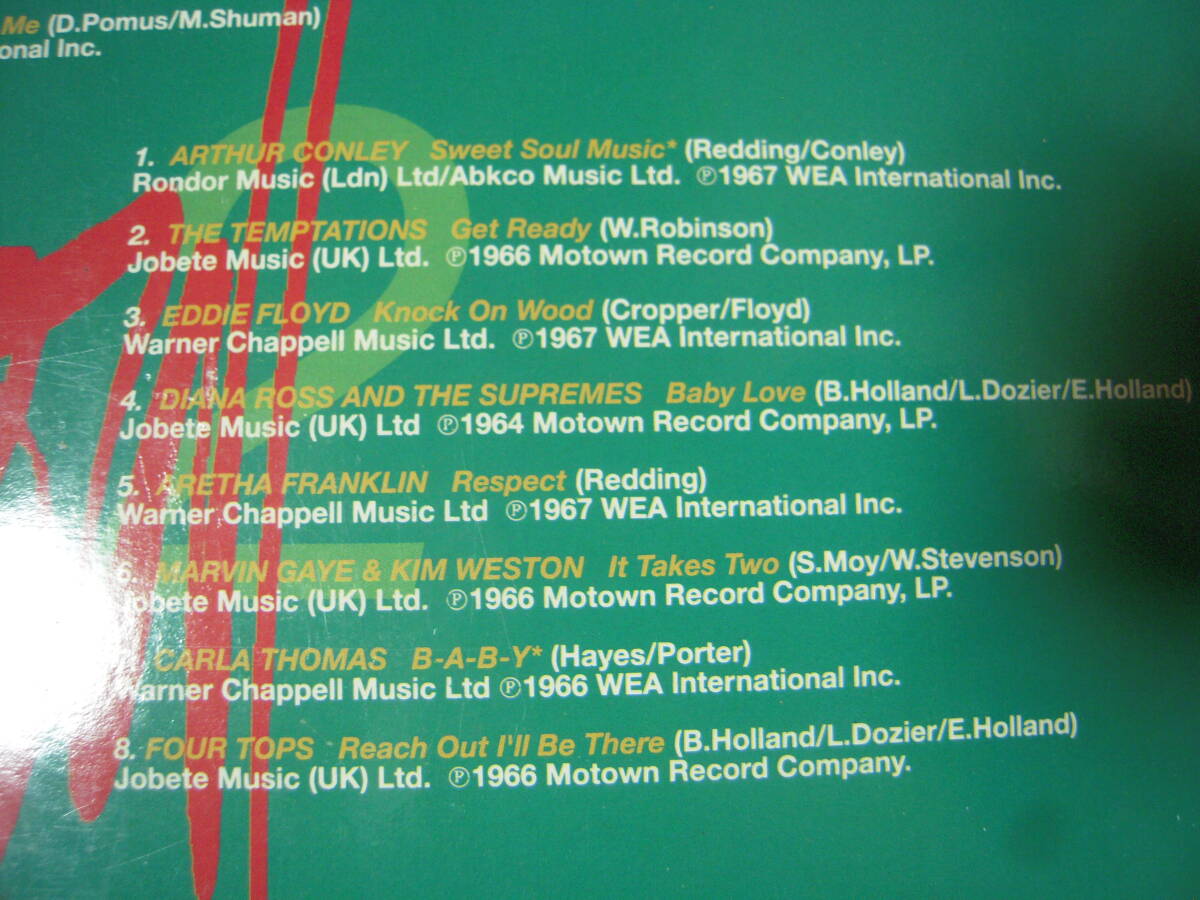 Me (D.Pomus/M.Shuman)
onal Inc.
2
1. ARTHUR CONLEY Sweet Soul Music* (Redding/Conley)
Rondor Music (Ldn) Ltd/Abkco Music Ltd. ℗1967 WEA International Inc.
2. THE TEMPTATIONS Get Ready (W.Robinson)
Jobete Music (UK) Ltd. ℗1966 Motown Record Company, LP.
3. EDDIE FLOYD Knock On Wood (Cropper/Floyd)
Warner Chappell Music Ltd. ℗1967 WEA International Inc.
4. DIANA ROSS AND THE SUPREMES Baby Love (B.Holland/L.Dozier/E.Holland)
Jobete Music (UK) Ltd ℗1964 Motown Record Company, LP.
5. ARETHA FRANKLIN Respect (Redding)
Warner Chappell Music Ltd ℗1967 WEA International Inc.
6. MARVIN GAYE & KIM WESTON It Takes Two (S.Moy/W.Stevenson)
Jobete Music (UK) Ltd. ℗1966 Motown Record Company, LP.
CARLA THOMAS B-A-B-Y* (Hayes/Porter)
Warner Chappell Music Ltd ℗1966 WEA International Inc.
8. FOUR TOPS Reach Out I'll Be There (B.Holland/L.Dozier/E.Holland)
Jobete Music (UK) Ltd. ℗1966 Motown Record Company.